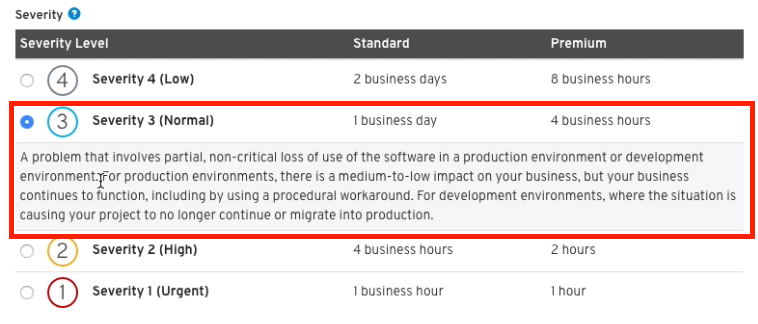 Severity ?
Severity Level Standard Premium
4 Severity 4 (Low) 2 business days 8 business hours
3 Severity 3 (Normal) 1 business day 4 business hours
A problem that involves partial, non-critical loss of use of the software in a production environment or development
environment. For production environments, there is a medium-to-low impact on your business, but your business
continues to function, including by using a procedural workaround. For development environments, where the situation is
causing your project to no longer continue or migrate into production.
2 Severity 2 (High) 4 business hours 2 hours
1 Severity 1 (Urgent) 1 business hour 1 hour